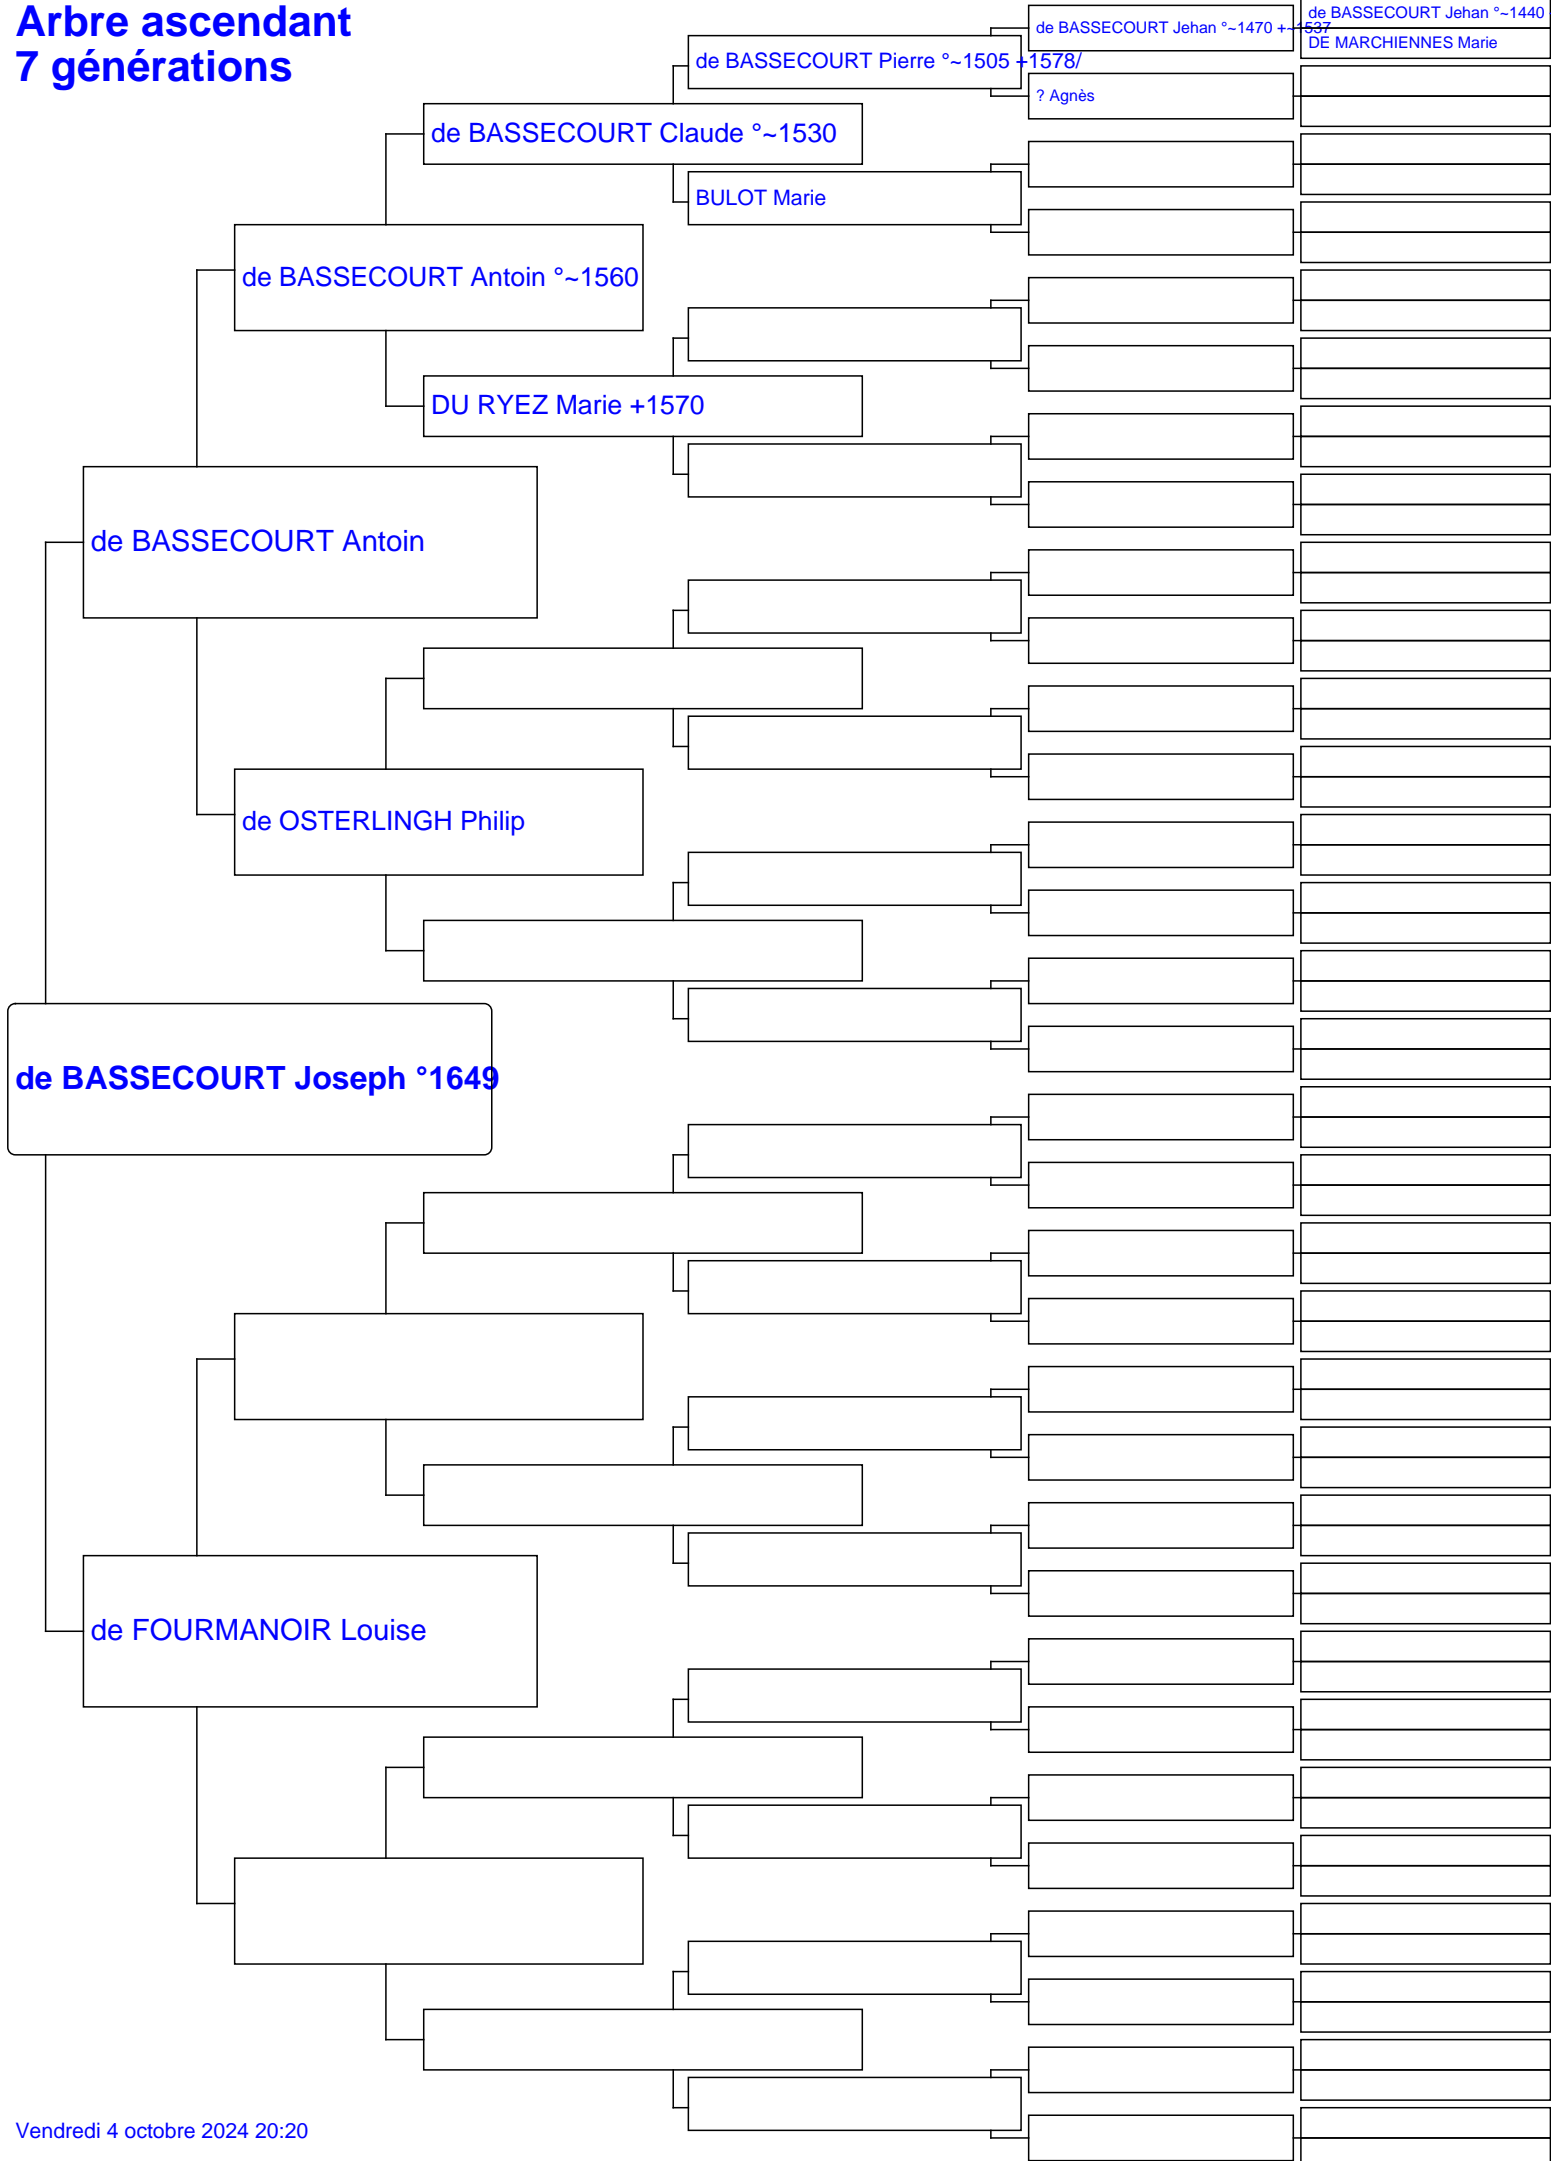 Arbre ascendant
7 générations
de BASSECOURT Jehan °~1440
DE MARCHIENNES Marie
de BASSECOURT Jehan °~1470 +~1537
? Agnès
de BASSECOURT Pierre °~1505 +1578/
BULOT Marie
de BASSECOURT Claude °~1530
DU RYEZ Marie +1570
de BASSECOURT Antoin °~1560
de OSTERLINGH Philip
de BASSECOURT Antoin
de FOURMANOIR Louise
de BASSECOURT Joseph °1649
Vendredi 4 octobre 2024 20:20